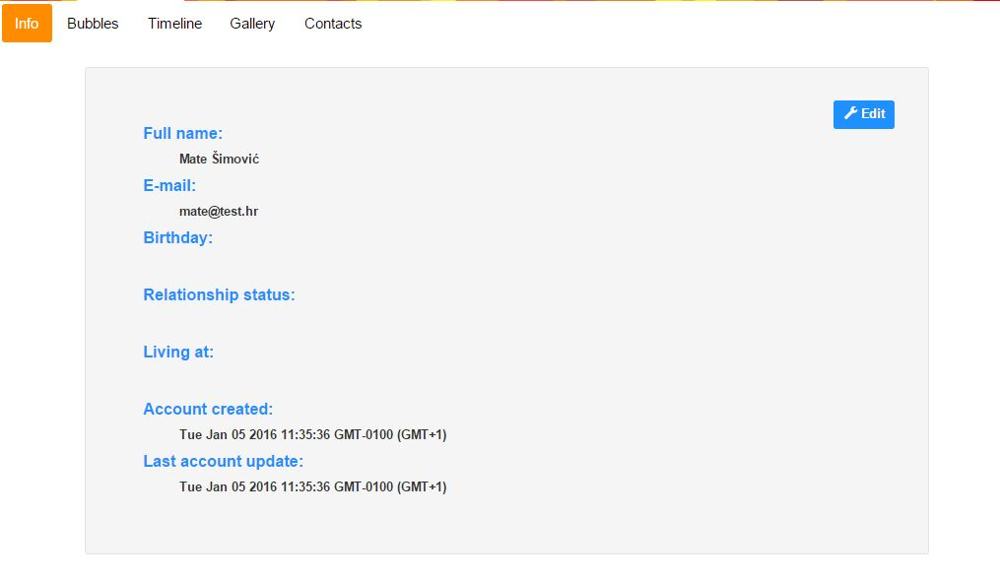 Info Bubbles Timeline Gallery Contacts
Edit
Full name:
Mate Šimović
E-mail:
mate@test.hr
Birthday:
Relationship status:
Living at:
Account created:
Tue Jan 05 2016 11:35:36 GMT-0100 (GMT+1)
Last account update:
Tue Jan 05 2016 11:35:36 GMT-0100 (GMT+1)